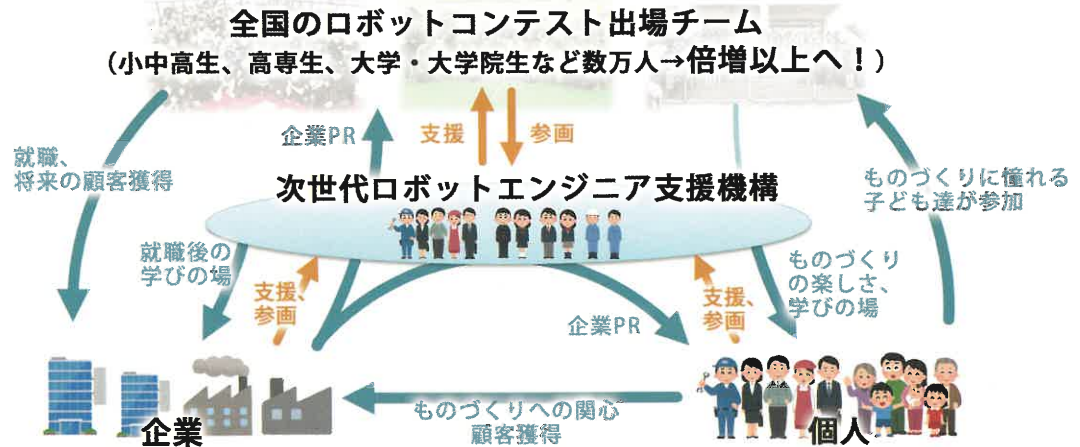 全国のロボットコンテスト出場チーム
（小中高生、高専生、大学・大学院生など数万人→倍増以上へ！）
企業PR
支援
参画
就職、
将来の顧客獲得
ものづくりに憧れる
子ども達が参加
次世代ロボットエンジニア支援機構
就職後の
学びの場
支援、
参画
企業PR
支援、
参画
ものづくり
の楽しさ、
学びの場
企業
ものづくりへの関心
顧客獲得
個人